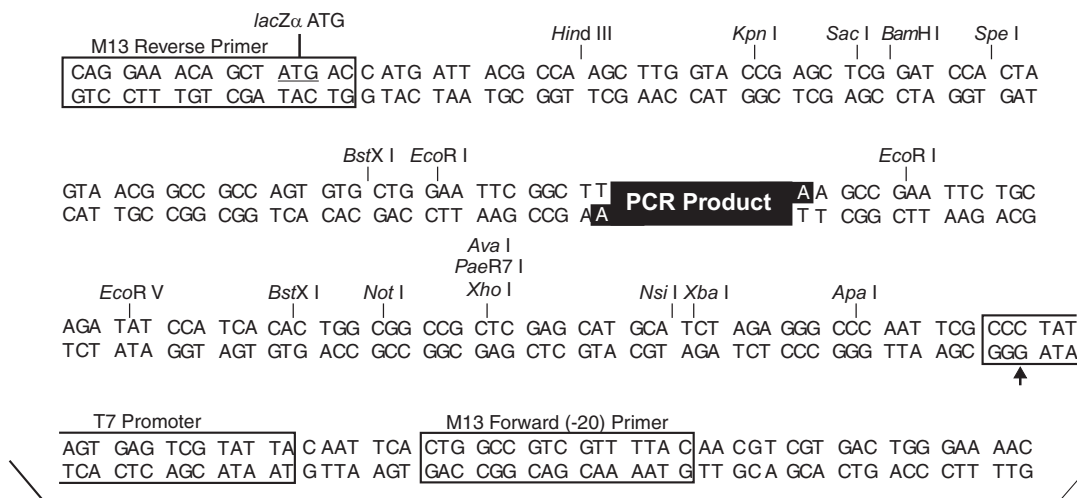 lacZα ATG
M13 Reverse Primer
Hind III Kpn I Sac I BamH I Spe I
CAG GAA ACA GCT ATG AC C ATG ATT ACG CCA AGC TTG GTA CCG AGC TCG GAT CCA CTA
GTC CTT TGT CGA TAC TG G TAC TAA TGC GGT TCG AAC CAT GGC TCG AGC CTA GGT GAT
BstX I EcoR I EcoR I
GTA ACG GCC GCC AGT GTG CTG GAA TTC GGC TT PCR Product A A GCC GAA TTC TGC
CAT TGC CGG CGG TCA CAC GAC CTT AAG CCG A A T T CGG CTT AAG ACG
Ava I
PaeR7 I
EcoR V BstX I Not I Xho I Nsi I Xba I Apa I
AGA TAT CCA TCA CAC TGG CGG CCG CTC GAG CAT GCA TCT AGA GGG CCC AAT TCG CCC TAT
TCT ATA GGT AGT GTG ACC GCC GGC GAG CTC GTA CGT AGA TCT CCC GGG TTA AGC GGG ATA
T7 Promoter M13 Forward (-20) Primer
AGT GAG TCG TAT TA C AAT TCA CTG GCC GTC GTT TTA C AA CGT CGT GAC TGG GAA AAC
TCA CTC AGC ATA AT G TTA AGT GAC CGG CAG CAA AAT G TT GCA GCA CTG ACC CTT TTG